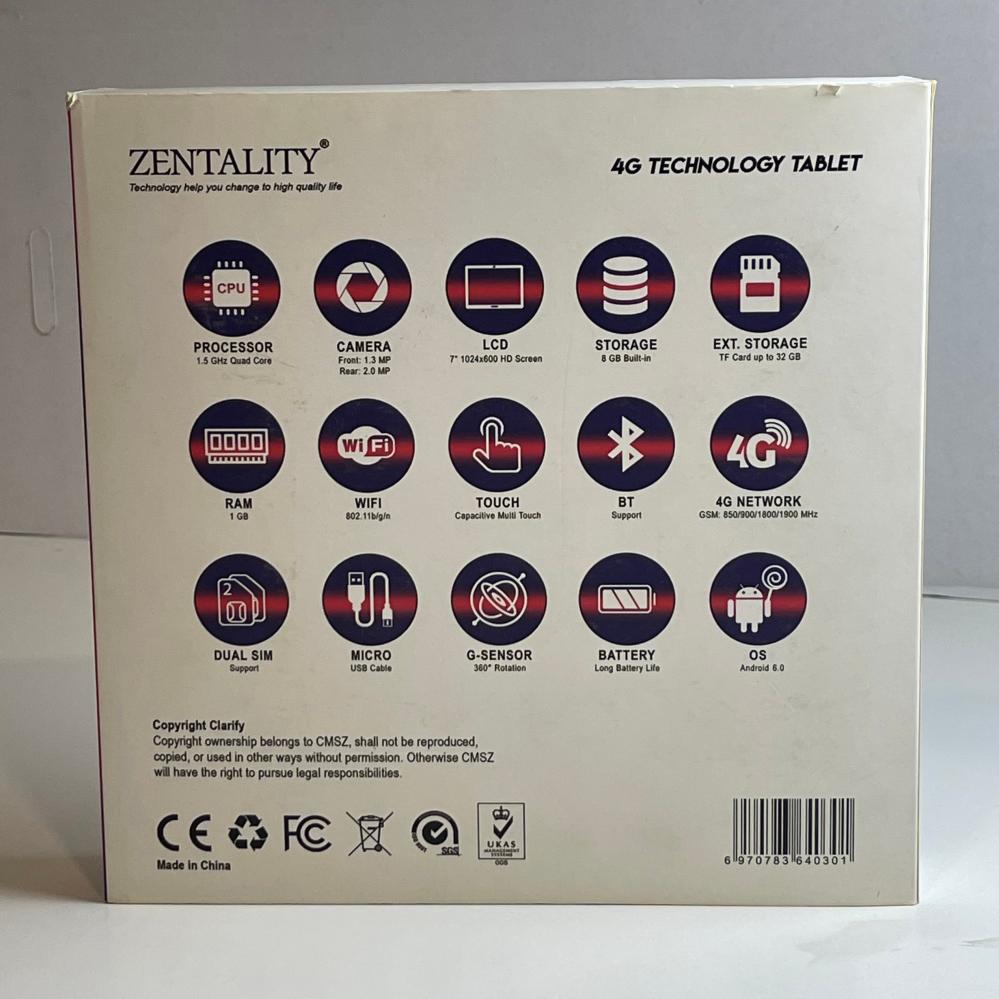 ZENTALITY®
Technology help you change to high quality life
4G TECHNOLOGY TABLET
CPU
PROCESSOR
1.5 GHz Quad Core
CAMERA
Front: 1.3 MP
Rear: 2.0 MP
LCD
7" 1024x600 HD Screen
STORAGE
8 GB Built-in
EXT. STORAGE
TF Card up to 32 GB
RAM
1 GB
WiFi
WIFI
802.11b/g/n
TOUCH
Capacitive Multi Touch
BT
Support
4G
4G NETWORK
GSM: 850/900/1800/1900 MHz
2
DUAL SIM
Support
MICRO
USB Cable
G-SENSOR
360° Rotation
BATTERY
Long Battery Life
OS
Android 6.0
Copyright Clarify
Copyright ownership belongs to CMSZ, shall not be reproduced,
copied, or used in other ways without permission. Otherwise CMSZ
will have the right to pursue legal responsibilities.
CE
FC
SGS
UKAS
MANAGEMENT
SYSTEMS
005
Made in China
6 970783 640301